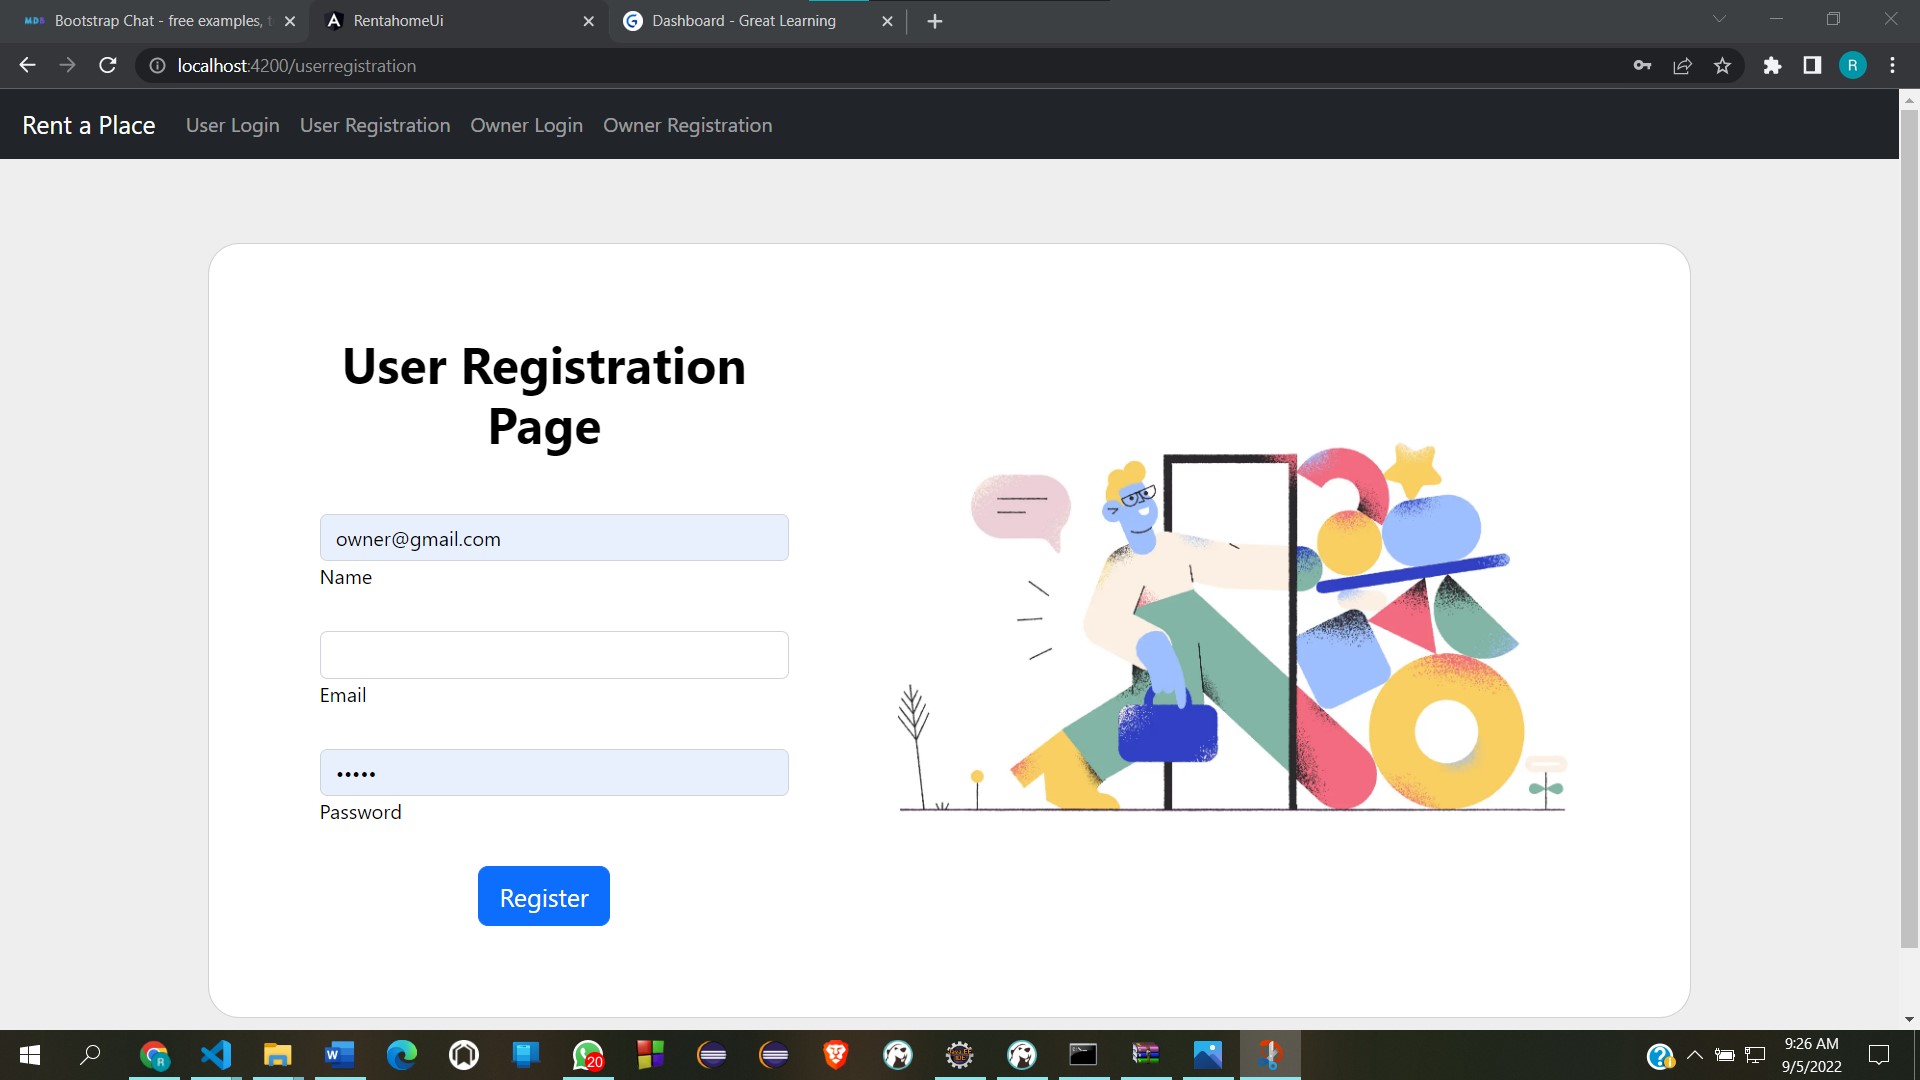 Bootstrap Chat - free examples, t
RentahomeUi
Dashboard - Great Learning
localhost:4200/userregistration
R
Rent a Place
User Login
User Registration
Owner Login
Owner Registration
User Registration
Page
owner@gmail.com
Name
Email
•••••
Password
Register
20
9:26 AM
9/5/2022